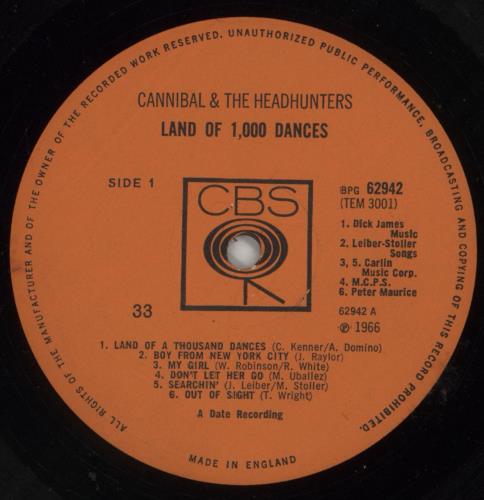 ALL RIGHTS OF THE MANUFACTURER AND OF THE OWNER OF THE RECORDED WORK RESERVED. UNAUTHORIZED PUBLIC PERFORMANCE, BROADCASTING AND COPYING OF THIS RECORD PROHIBITED.
CANNIBAL & THE HEADHUNTERS
LAND OF 1,000 DANCES
SIDE 1
CBS
BPG 62942
(TEM 3001)
1. Dick James
Music
2. Leiber-Stoller
Songs
3, 5. Carlin
Music Corp.
4. M.C.P.S.
6. Peter Maurice
33
62942 A
℗ 1966
1. LAND OF A THOUSAND DANCES (C. Kenner/A. Domino)
2. BOY FROM NEW YORK CITY (J. Raylor)
3. MY GIRL (W. Robinson/R. White)
4. DON'T LET HER GO (M. Uballez)
5. SEARCHIN' (J. Leiber/M. Stoller)
6. OUT OF SIGHT (T. Wright)
A Date Recording
MADE IN ENGLAND